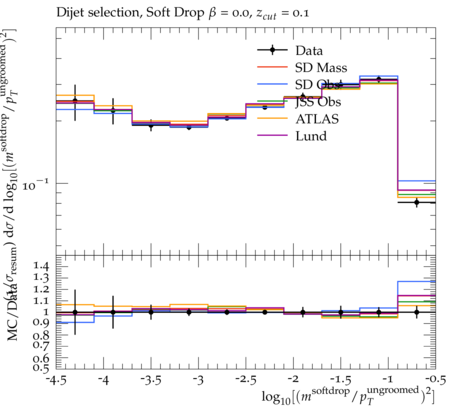 Dijet selection, Soft Drop β = 0.0, z_cut = 0.1
(1/σ_resum) dσ/d log₁₀[(m^softdrop/p_T^ungroomed)²]
Data
SD Mass
SD Obs
JSS Obs
ATLAS
Lund
10⁻¹
MC/Data
1.4
1.3
1.2
1.1
1
0.9
0.8
0.7
0.6
0.5
-4.5 -4 -3.5 -3 -2.5 -2 -1.5 -1 -0.5
log₁₀[(m^softdrop/p_T^ungroomed)²]